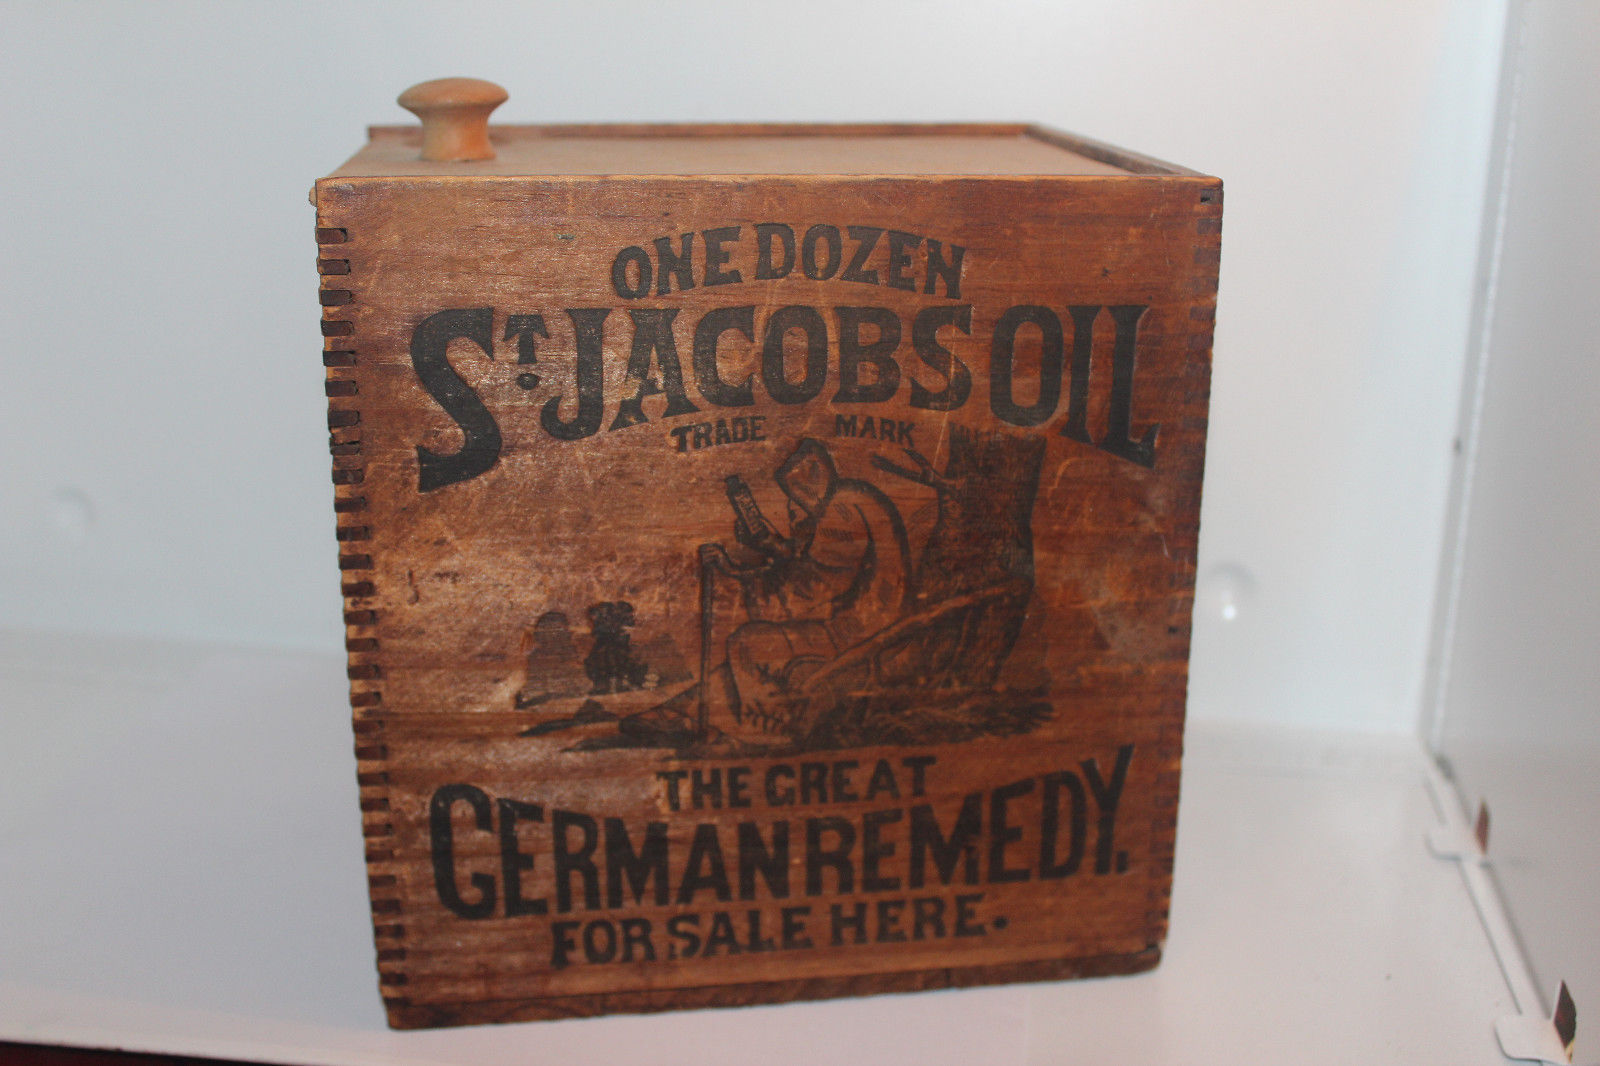 ONE DOZEN
ST. JACOBS OIL
TRADE MARK
THE GREAT
GERMAN REMEDY.
FOR SALE HERE.